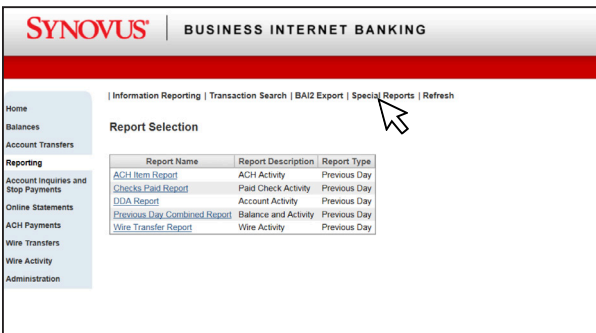 SYNOVUS® BUSINESS INTERNET BANKING
| Information Reporting | Transaction Search | BAI2 Export | Special Reports | Refresh
Home
Balances
Account Transfers
Reporting
Account Inquiries and
Stop Payments
Online Statements
ACH Payments
Wire Transfers
Wire Activity
Administration
Report Selection
Report Name Report Description Report Type
ACH Item Report ACH Activity Previous Day
Checks Paid Report Paid Check Activity Previous Day
DDA Report Account Activity Previous Day
Previous Day Combined Report Balance and Activity Previous Day
Wire Transfer Report Wire Activity Previous Day